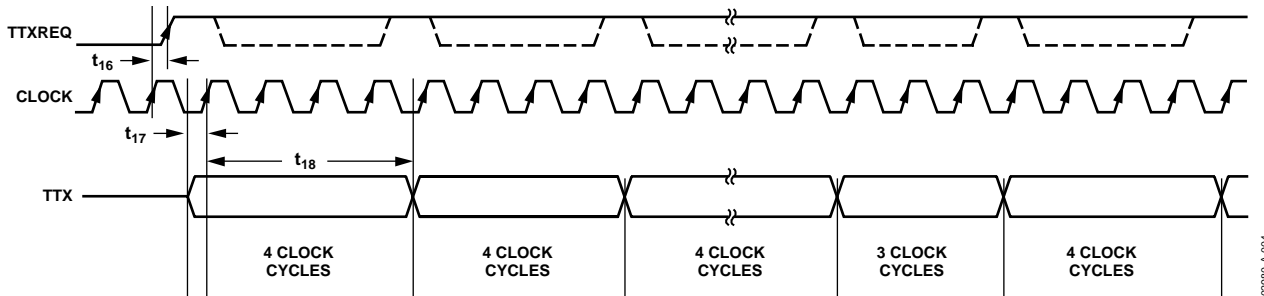 TTXREQ
t16
CLOCK
t17
t18
TTX
4 CLOCK
CYCLES
4 CLOCK
CYCLES
4 CLOCK
CYCLES
3 CLOCK
CYCLES
4 CLOCK
CYCLES